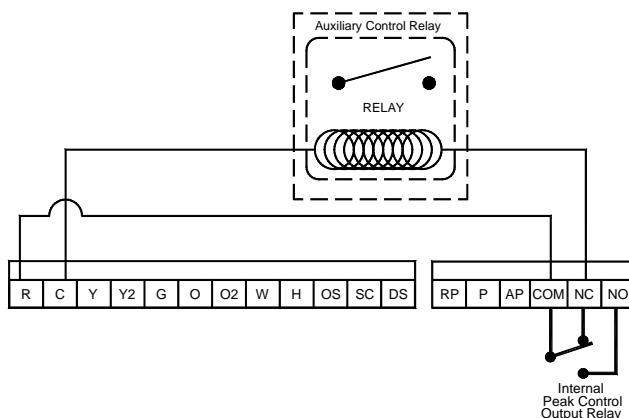 Auxiliary Control Relay
RELAY
R C Y Y2 G O O2 W H OS SC DS
RP P AP COM NC NO
Internal
Peak Control
Output Relay